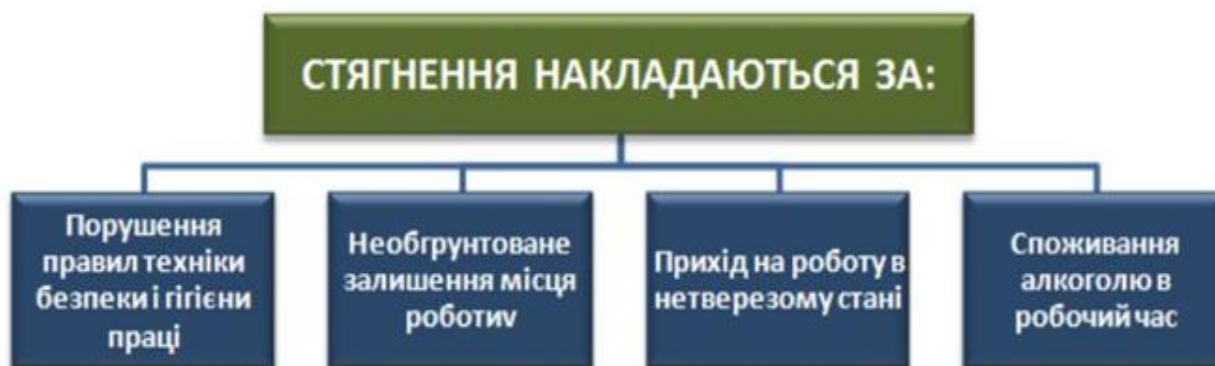 СТЯГНЕННЯ НАКЛАДАЮТЬСЯ ЗА:
Порушення
правил техніки
безпеки і гігієни
праці
Необгрунтоване
залишення місця
роботиv
Прихід на роботу в
нетверезому стані
Споживання
алкоголю в
робочий час